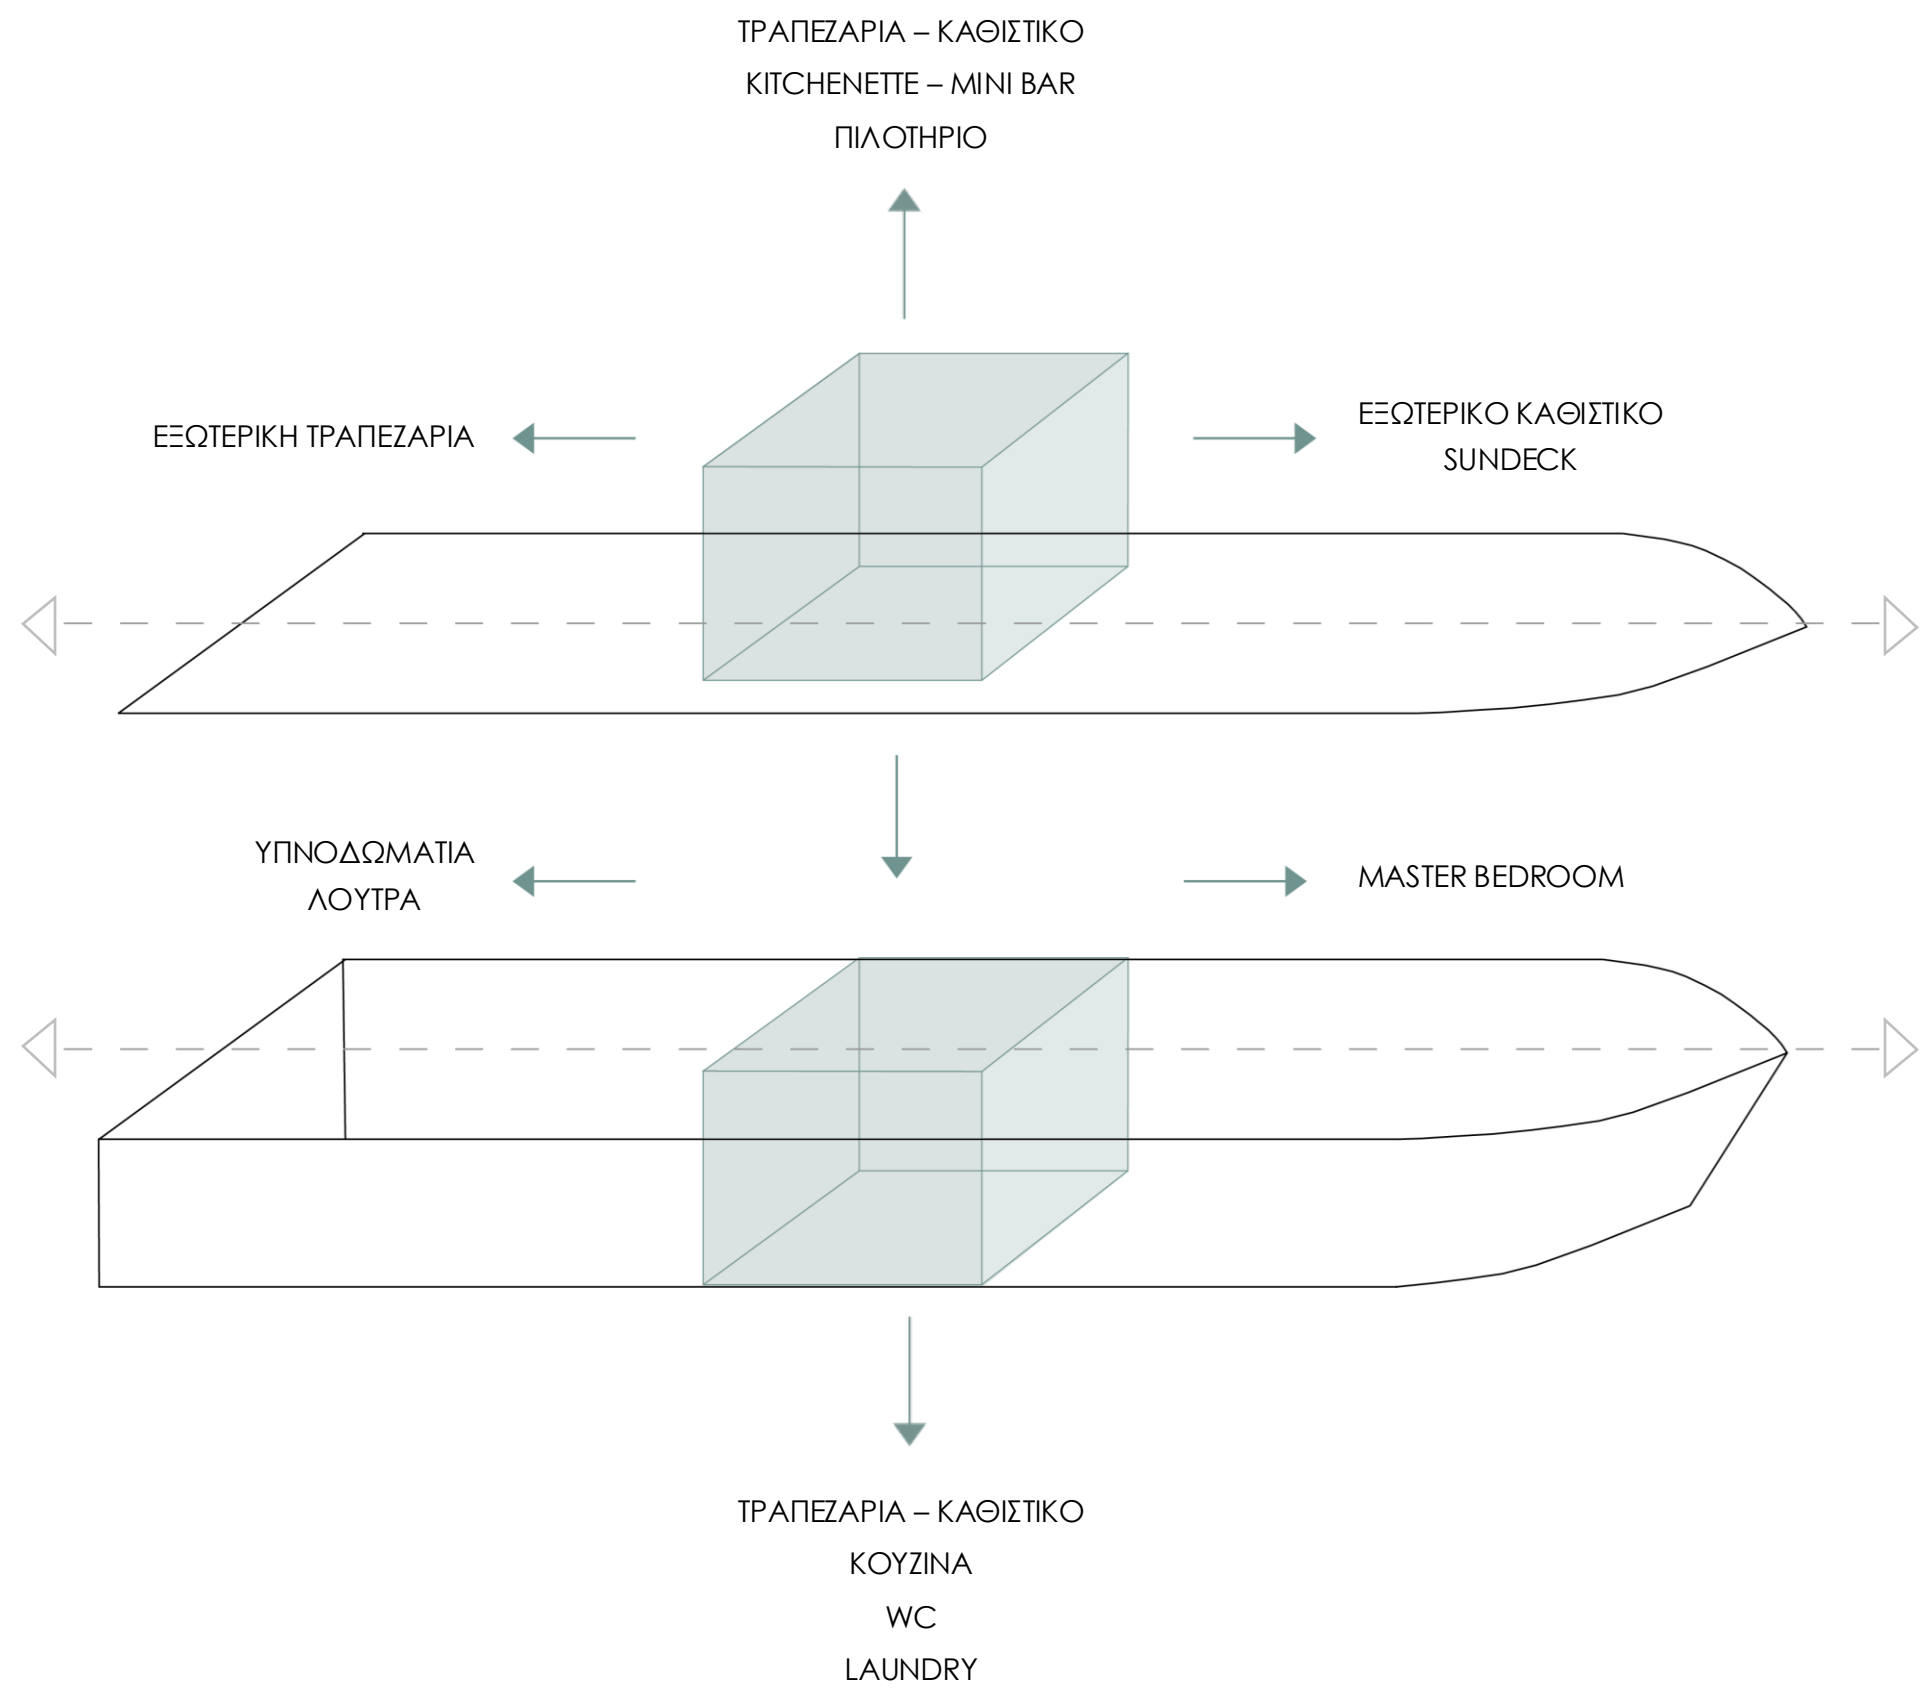 ΤΡΑΠΕΖΑΡΙΑ – ΚΑΘΙΣΤΙΚΟ
KITCHENETTE – MINI BAR
ΠΙΛΟΤΗΡΙΟ
ΕΞΩΤΕΡΙΚΗ ΤΡΑΠΕΖΑΡΙΑ
ΕΞΩΤΕΡΙΚΟ ΚΑΘΙΣΤΙΚΟ
SUNDECK
ΥΠΝΟΔΩΜΑΤΙΑ
ΛΟΥΤΡΑ
MASTER BEDROOM
ΤΡΑΠΕΖΑΡΙΑ – ΚΑΘΙΣΤΙΚΟ
ΚΟΥΖΙΝΑ
WC
LAUNDRY